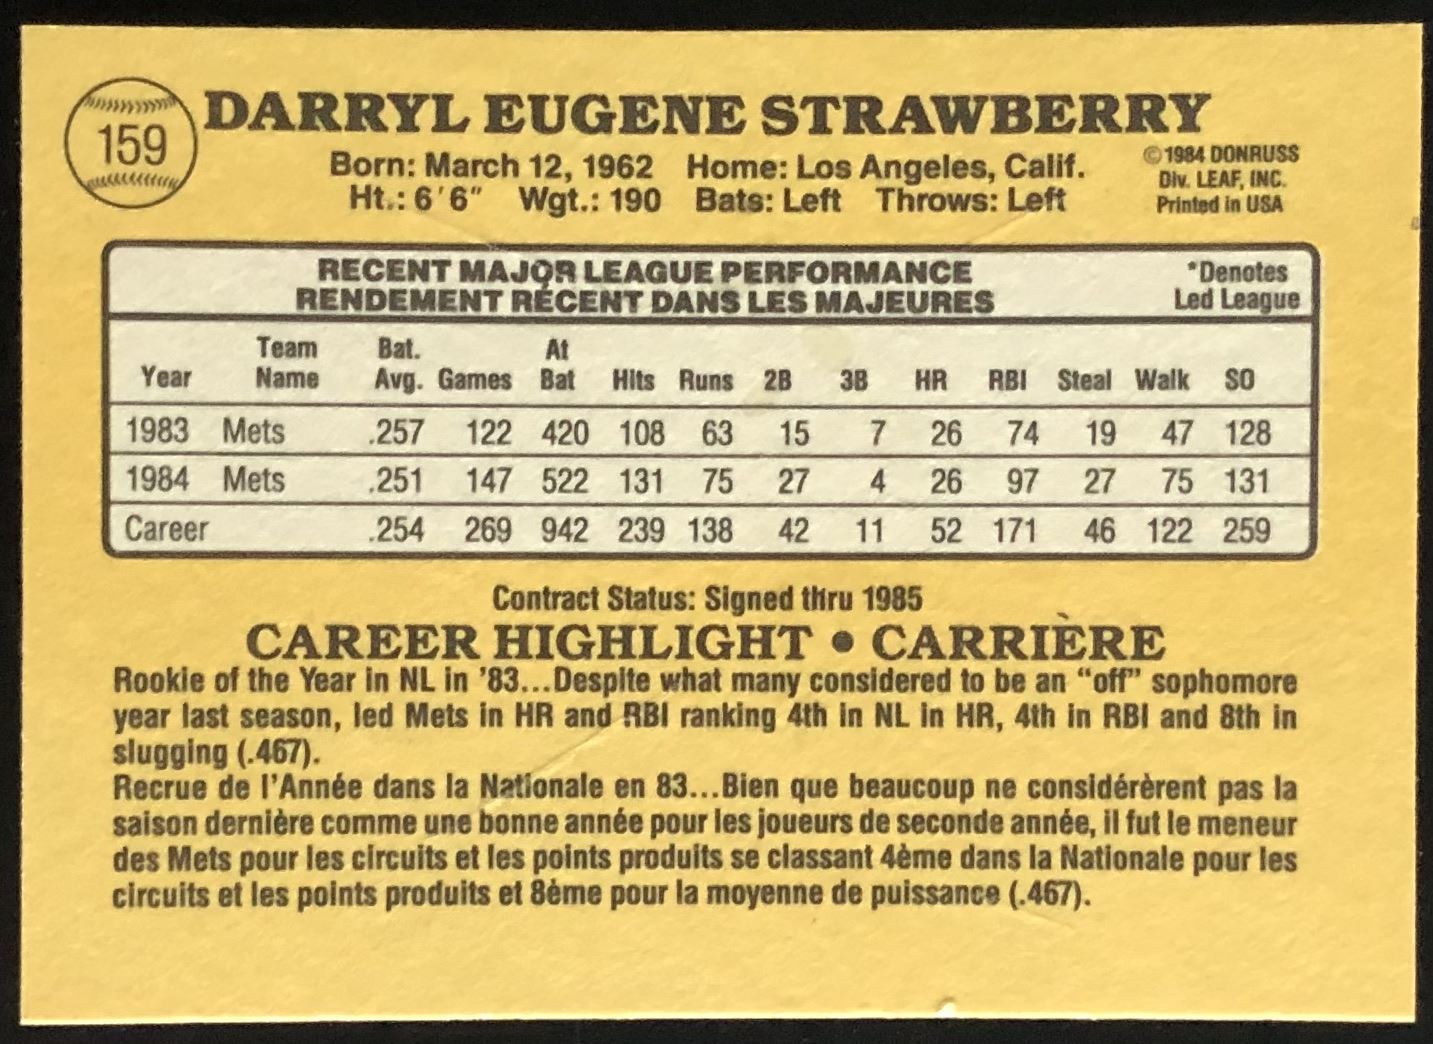 159
DARRYL EUGENE STRAWBERRY
Born: March 12, 1962 Home: Los Angeles, Calif.
Ht.: 6'6" Wgt.: 190 Bats: Left Throws: Left
©1984 DONRUSS
Div. LEAF, INC.
Printed in USA
RECENT MAJOR LEAGUE PERFORMANCE
RENDEMENT RÉCENT DANS LES MAJEURES
*Denotes
Led League
Year Team Name Bat. Avg. Games At Bat Hits Runs 2B 3B HR RBI Steal Walk SO
1983 Mets .257 122 420 108 63 15 7 26 74 19 47 128
1984 Mets .251 147 522 131 75 27 4 26 97 27 75 131
Career .254 269 942 239 138 42 11 52 171 46 122 259
Contract Status: Signed thru 1985
CAREER HIGHLIGHT • CARRIÈRE
Rookie of the Year in NL in '83...Despite what many considered to be an "off" sophomore
year last season, led Mets in HR and RBI ranking 4th in NL in HR, 4th in RBI and 8th in
slugging (.467).
Recrue de l'Année dans la Nationale en 83...Bien que beaucoup ne considérèrent pas la
saison dernière comme une bonne année pour les joueurs de seconde année, il fut le meneur
des Mets pour les circuits et les points produits se classant 4ème dans la Nationale pour les
circuits et les points produits et 8ème pour la moyenne de puissance (.467).